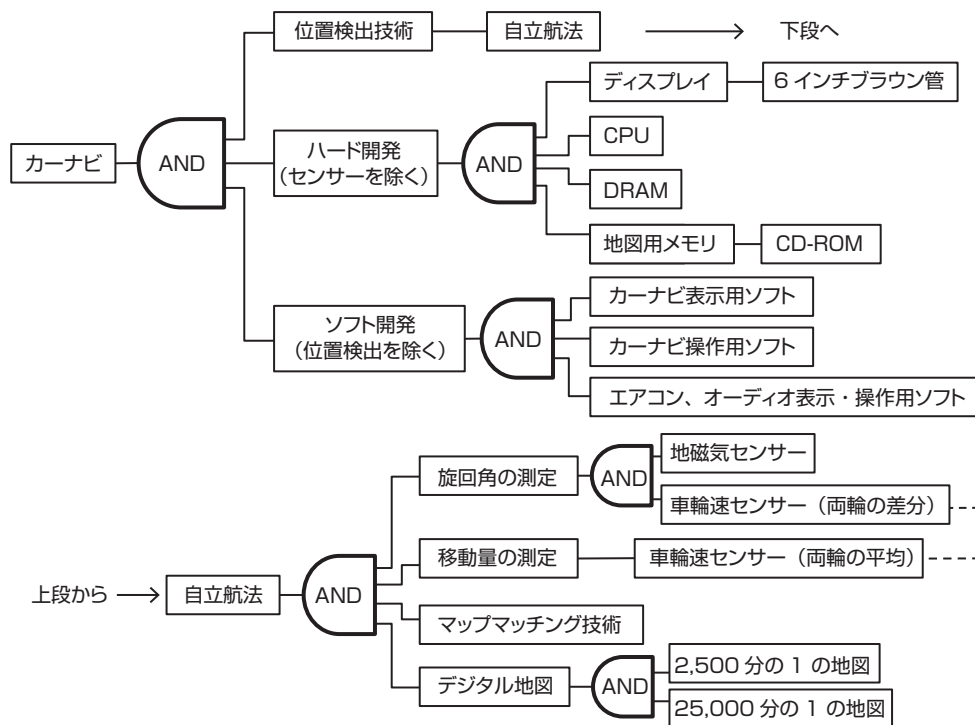 位置検出技術
自立航法
下段へ
ディスプレイ
6 インチブラウン管
カーナビ
AND
ハード開発
（センサーを除く）
AND
CPU
DRAM
地図用メモリ
CD-ROM
ソフト開発
（位置検出を除く）
AND
カーナビ表示用ソフト
カーナビ操作用ソフト
エアコン、オーディオ表示・操作用ソフト
旋回角の測定
AND
地磁気センサー
車輪速センサー（両輪の差分）
移動量の測定
車輪速センサー（両輪の平均）
上段から
自立航法
AND
マップマッチング技術
デジタル地図
AND
2,500 分の 1 の地図
25,000 分の 1 の地図